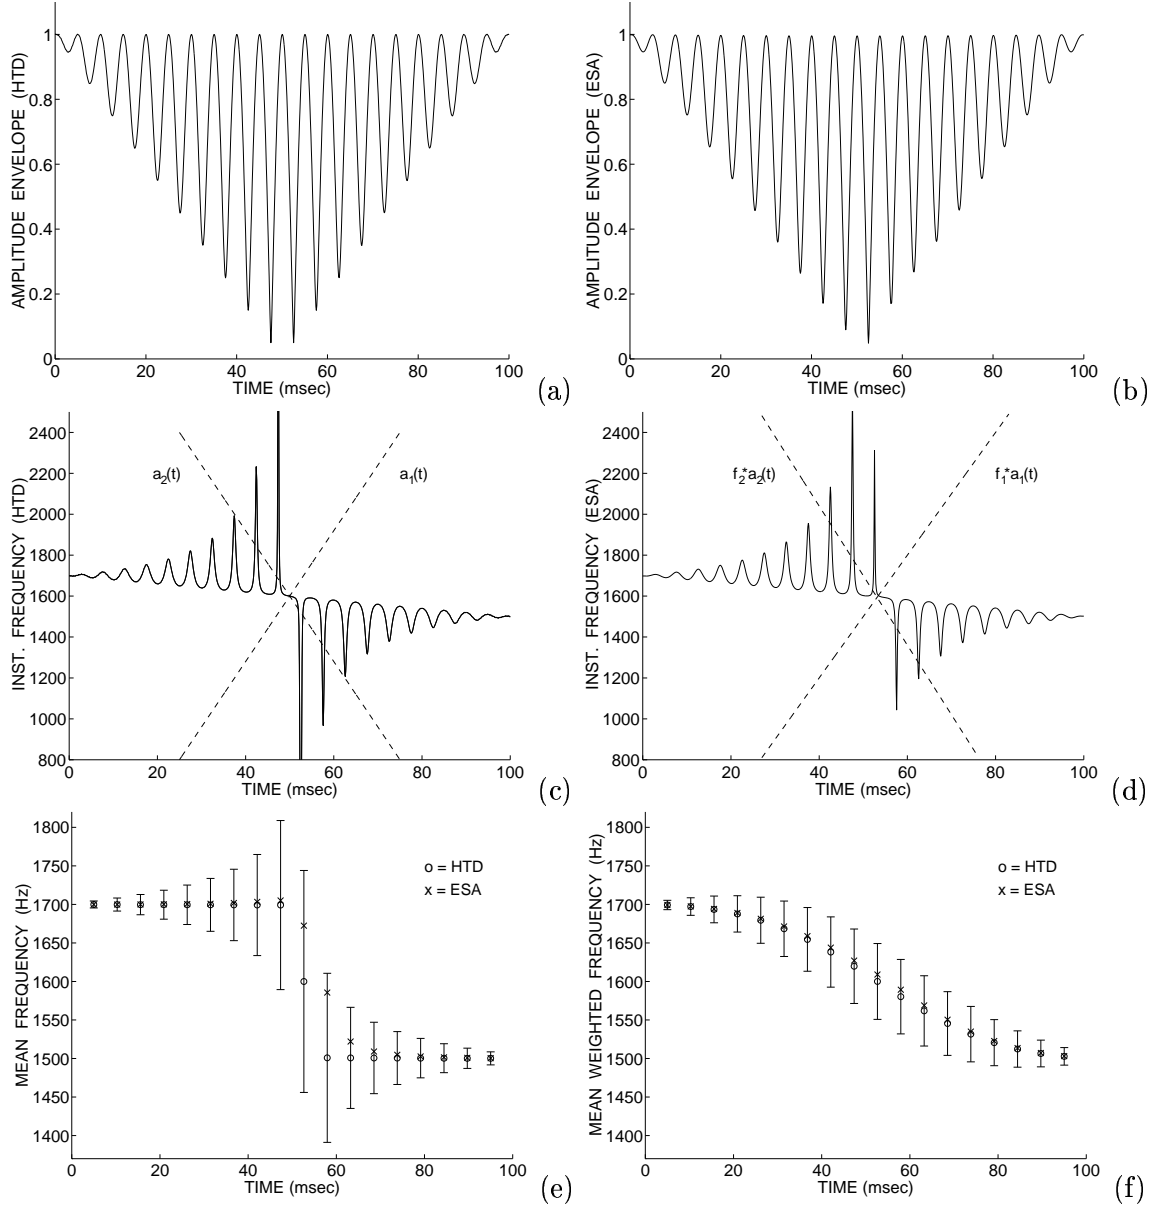 AMPLITUDE ENVELOPE (HTD)
1
0.8
0.6
0.4
0.2
0
0 20 40 60 80 100
TIME (msec)
(a)
AMPLITUDE ENVELOPE (ESA)
1
0.8
0.6
0.4
0.2
0
0 20 40 60 80 100
TIME (msec)
(b)
INST. FREQUENCY (HTD)
2400
2200
2000
1800
1600
1400
1200
1000
800
a2(t)
a1(t)
0 20 40 60 80 100
TIME (msec)
(c)
INST. FREQUENCY (ESA)
2400
2200
2000
1800
1600
1400
1200
1000
800
f2*a2(t)
f1*a1(t)
0 20 40 60 80 100
TIME (msec)
(d)
MEAN FREQUENCY (Hz)
1800
1750
1700
1650
1600
1550
1500
1450
1400
o = HTD
x = ESA
0 20 40 60 80 100
TIME (msec)
(e)
MEAN WEIGHTED FREQUENCY (Hz)
1800
1750
1700
1650
1600
1550
1500
1450
1400
o = HTD
x = ESA
0 20 40 60 80 100
TIME (msec)
(f)